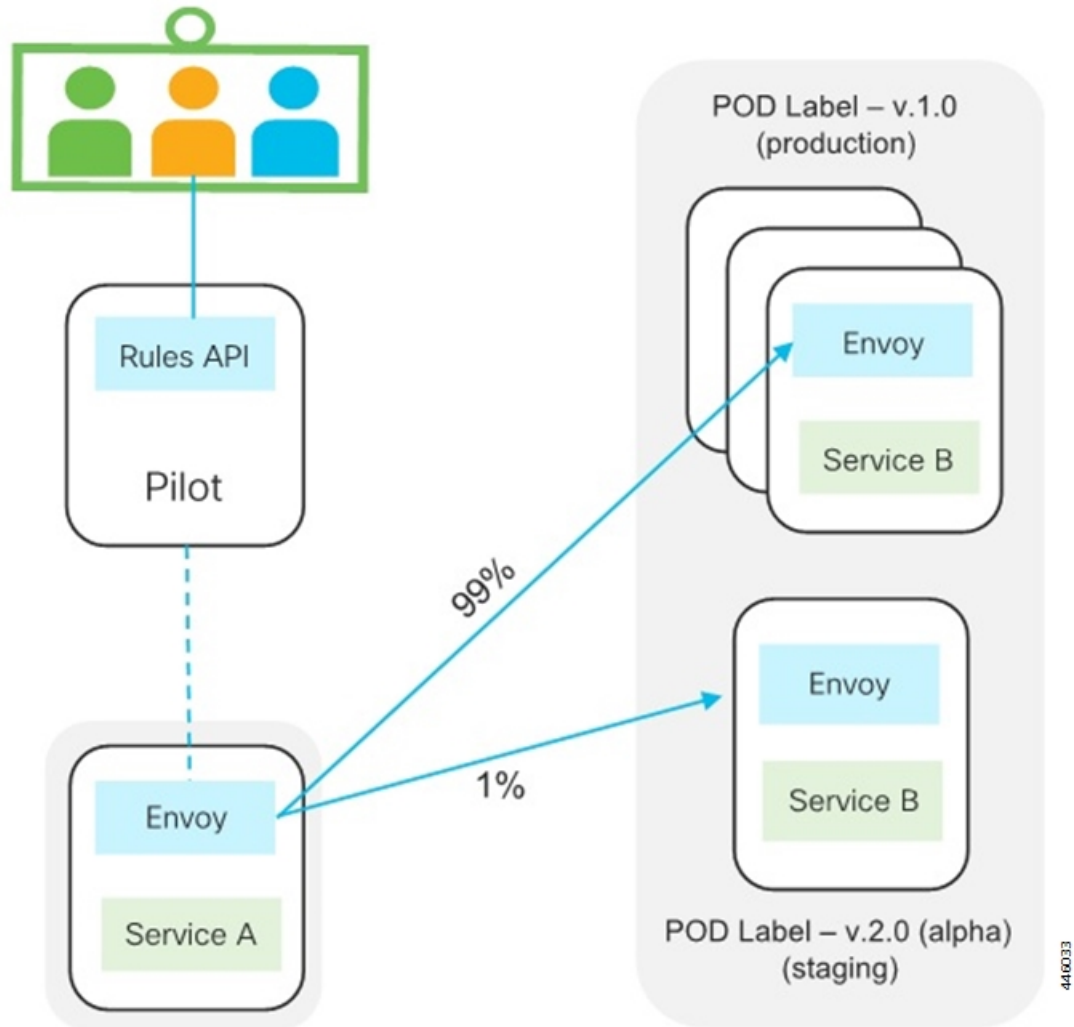 POD Label – v.1.0
(production)
Rules API
Pilot
Envoy
Service B
99%
1%
Envoy
Service B
Envoy
Service A
POD Label – v.2.0 (alpha)
(staging)
446033